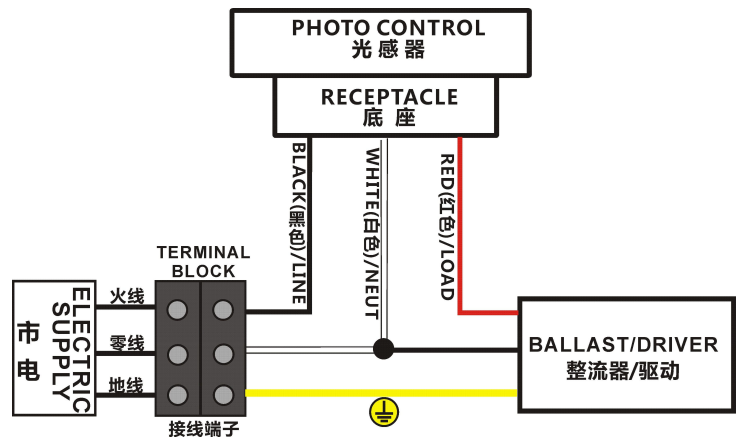 PHOTO CONTROL
光感器
RECEPTACLE
底座
BLACK(黑色)/LINE
WHITE(白色)/NEUT
RED(红色)/LOAD
TERMINAL
BLOCK
ELECTRIC
SUPPLY
市电
火线
零线
地线
接线端子
BALLAST/DRIVER
整流器/驱动